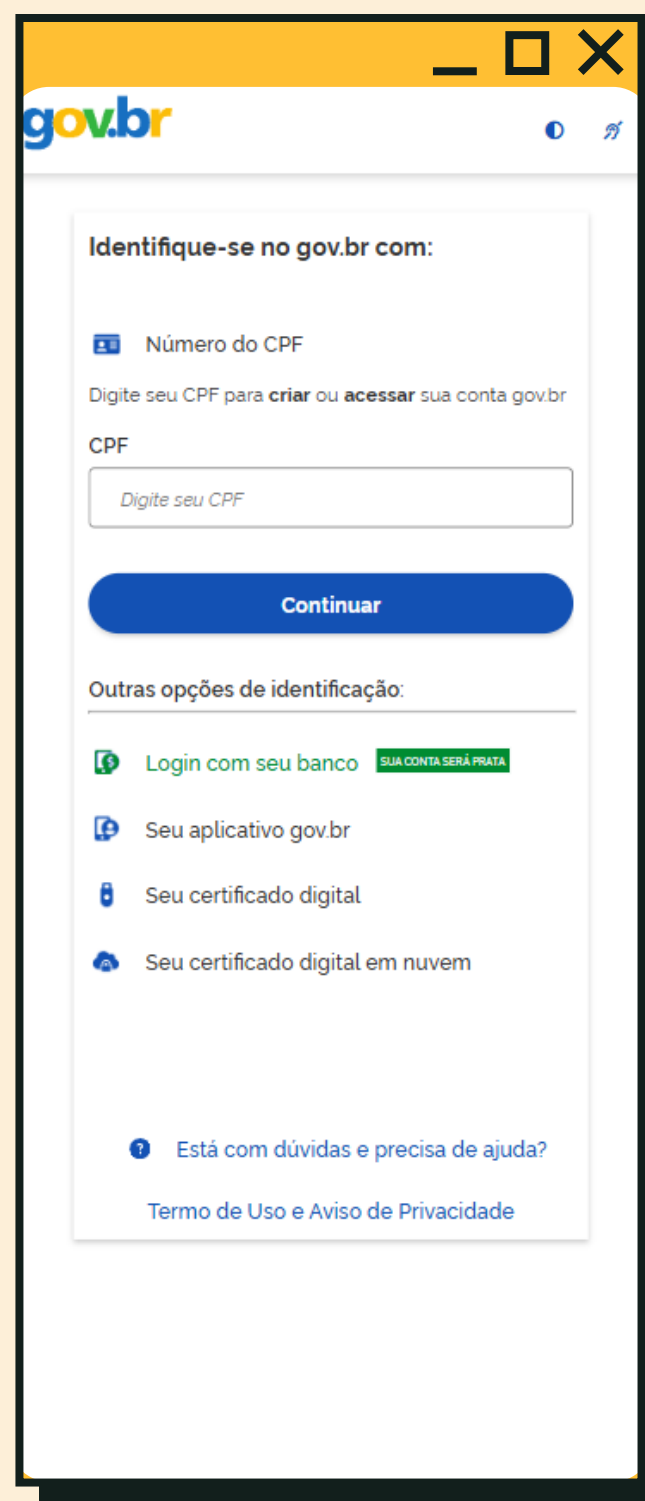 gov.br
Identifique-se no gov.br com:
Número do CPF
Digite seu CPF para criar ou acessar sua conta gov.br
CPF
Digite seu CPF
Continuar
Outras opções de identificação:
Login com seu banco SUA CONTA SERÁ PRATA
Seu aplicativo gov.br
Seu certificado digital
Seu certificado digital em nuvem
Está com dúvidas e precisa de ajuda?
Termo de Uso e Aviso de Privacidade